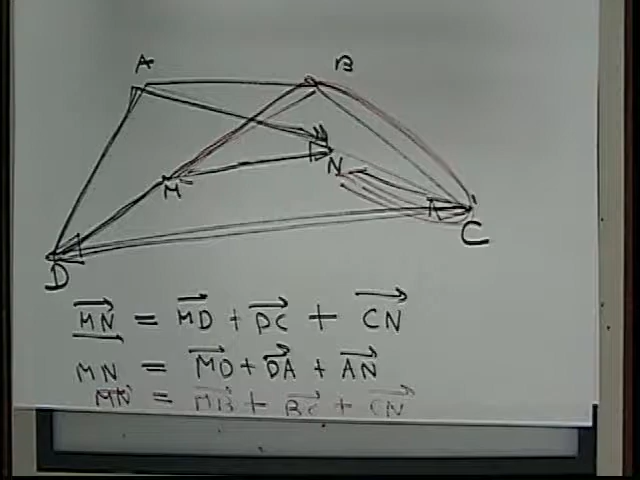 A
B
M
N
C
D
MN = MD + DC + CN
MN = MD + DA + AN
MN = MB + BC + CN